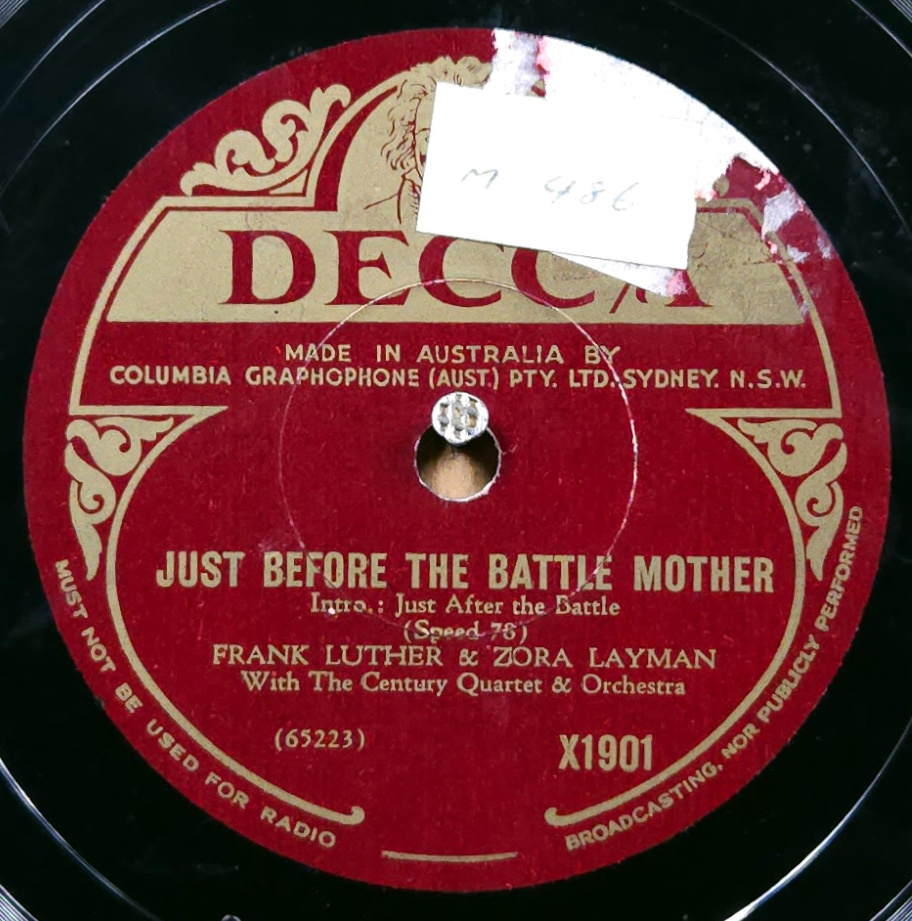 M 486
DECCA
MADE IN AUSTRALIA BY
COLUMBIA GRAPHOPHONE (AUST.) PTY. LTD. SYDNEY. N.S.W.
JUST BEFORE THE BATTLE MOTHER
Intro.: Just After the Battle
(Speed 78)
FRANK LUTHER & ZORA LAYMAN
With The Century Quartet & Orchestra
(65223)
X1901
MUST NOT BE USED FOR RADIO
BROADCASTING, NOR PUBLICLY PERFORMED